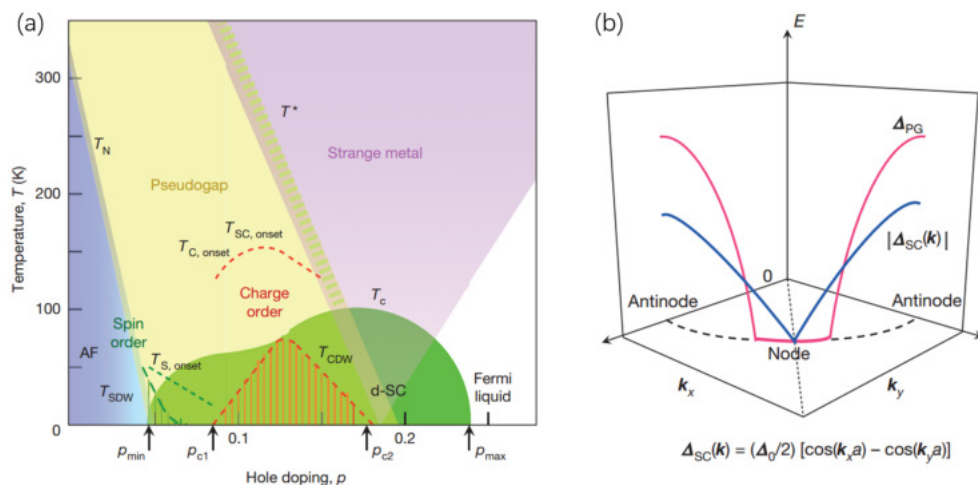 (a)
300
200
100
0
Temperature, T (K)
T_N
T*
Strange metal
Pseudogap
T_SC, onset
T_C, onset
Charge
order
T_c
Spin
order
AF
T_S, onset
T_CDW
T_SDW
d-SC
Fermi
liquid
0.1
0.2
p_min
p_c1
p_c2
p_max
Hole doping, p
(b)
E
Δ_PG
|Δ_SC(k)|
0
Antinode
Antinode
Node
k_x
k_y
Δ_SC(k) = (Δ_0/2) [cos(k_xa) – cos(k_ya)]